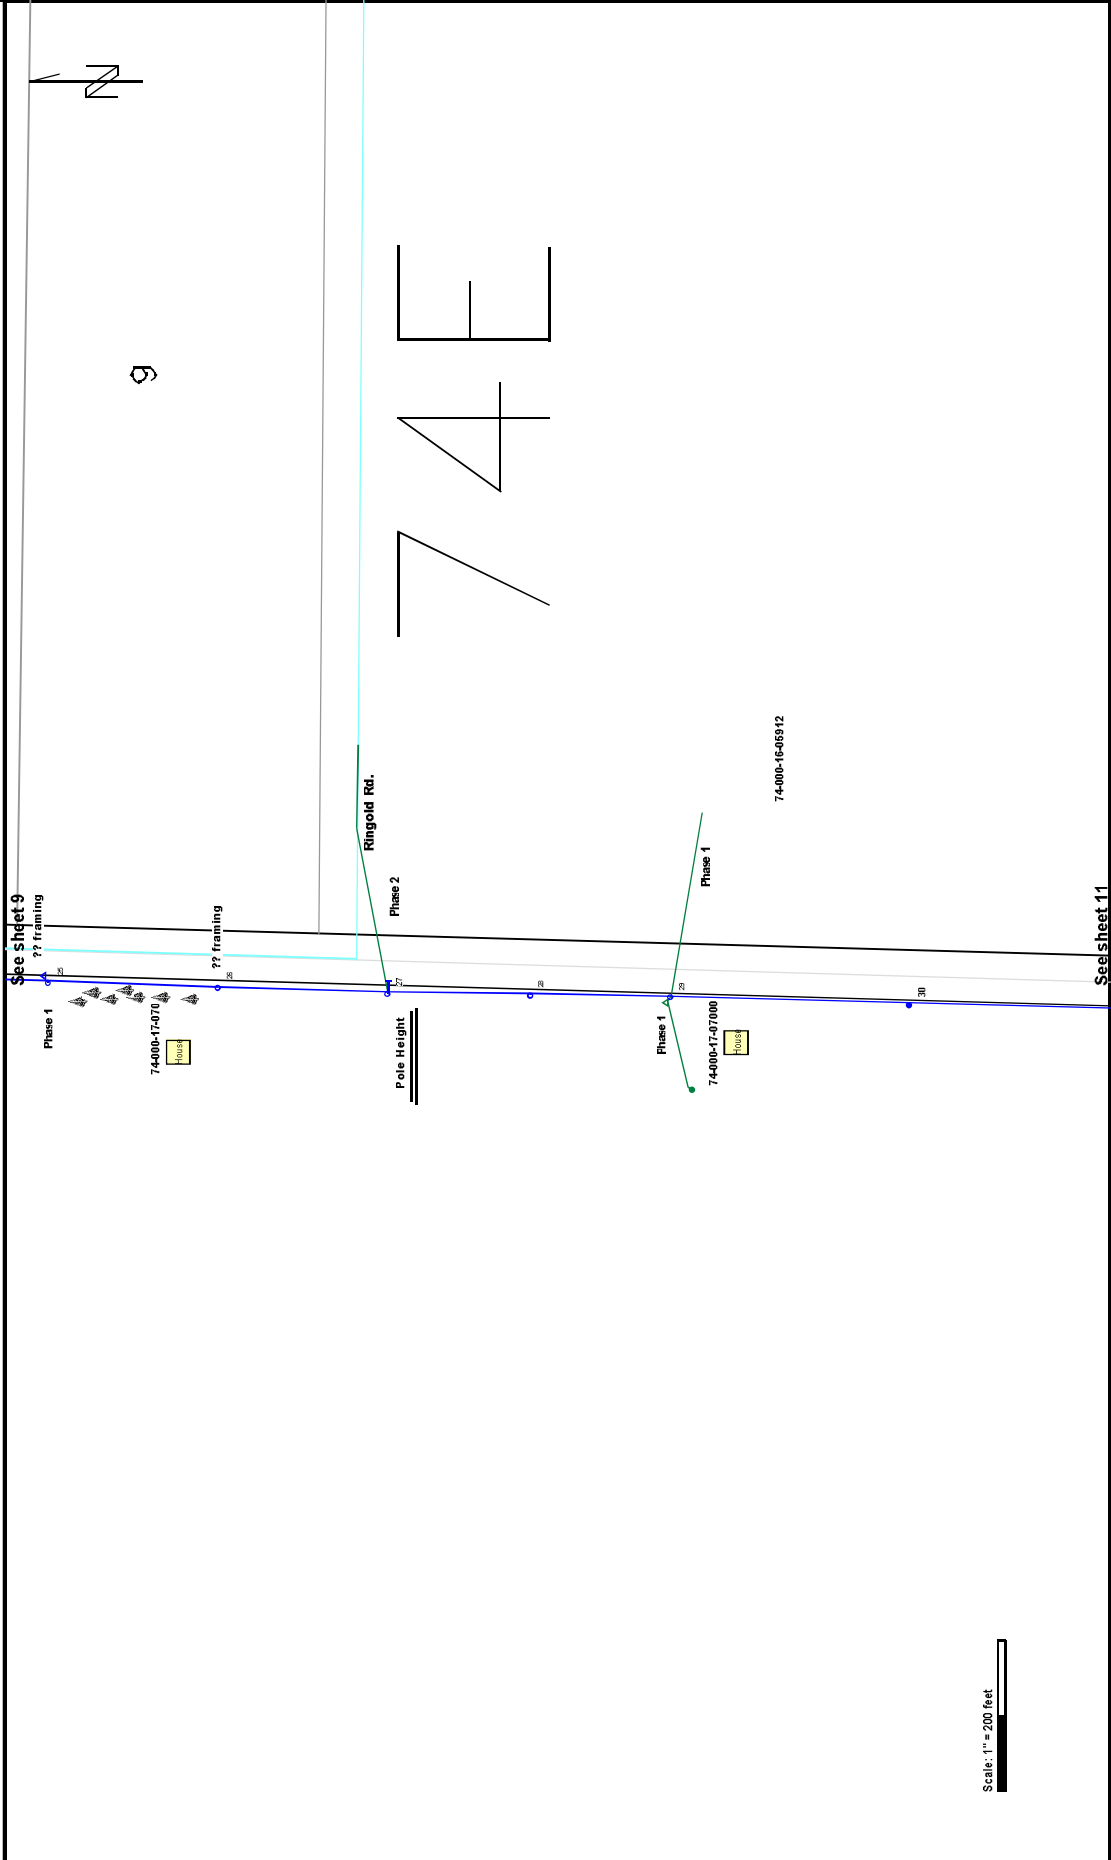 N
9
74E
Ringold Rd.
74-000-16-05912
Phase 2
Phase 1
See sheet 9
?? framing
?? framing
See sheet 11
25
26
27
28
29
30
Phase 1
74-000-17-070
House
Pole Height
Phase 1
74-000-17-07000
House
Scale: 1" = 200 feet